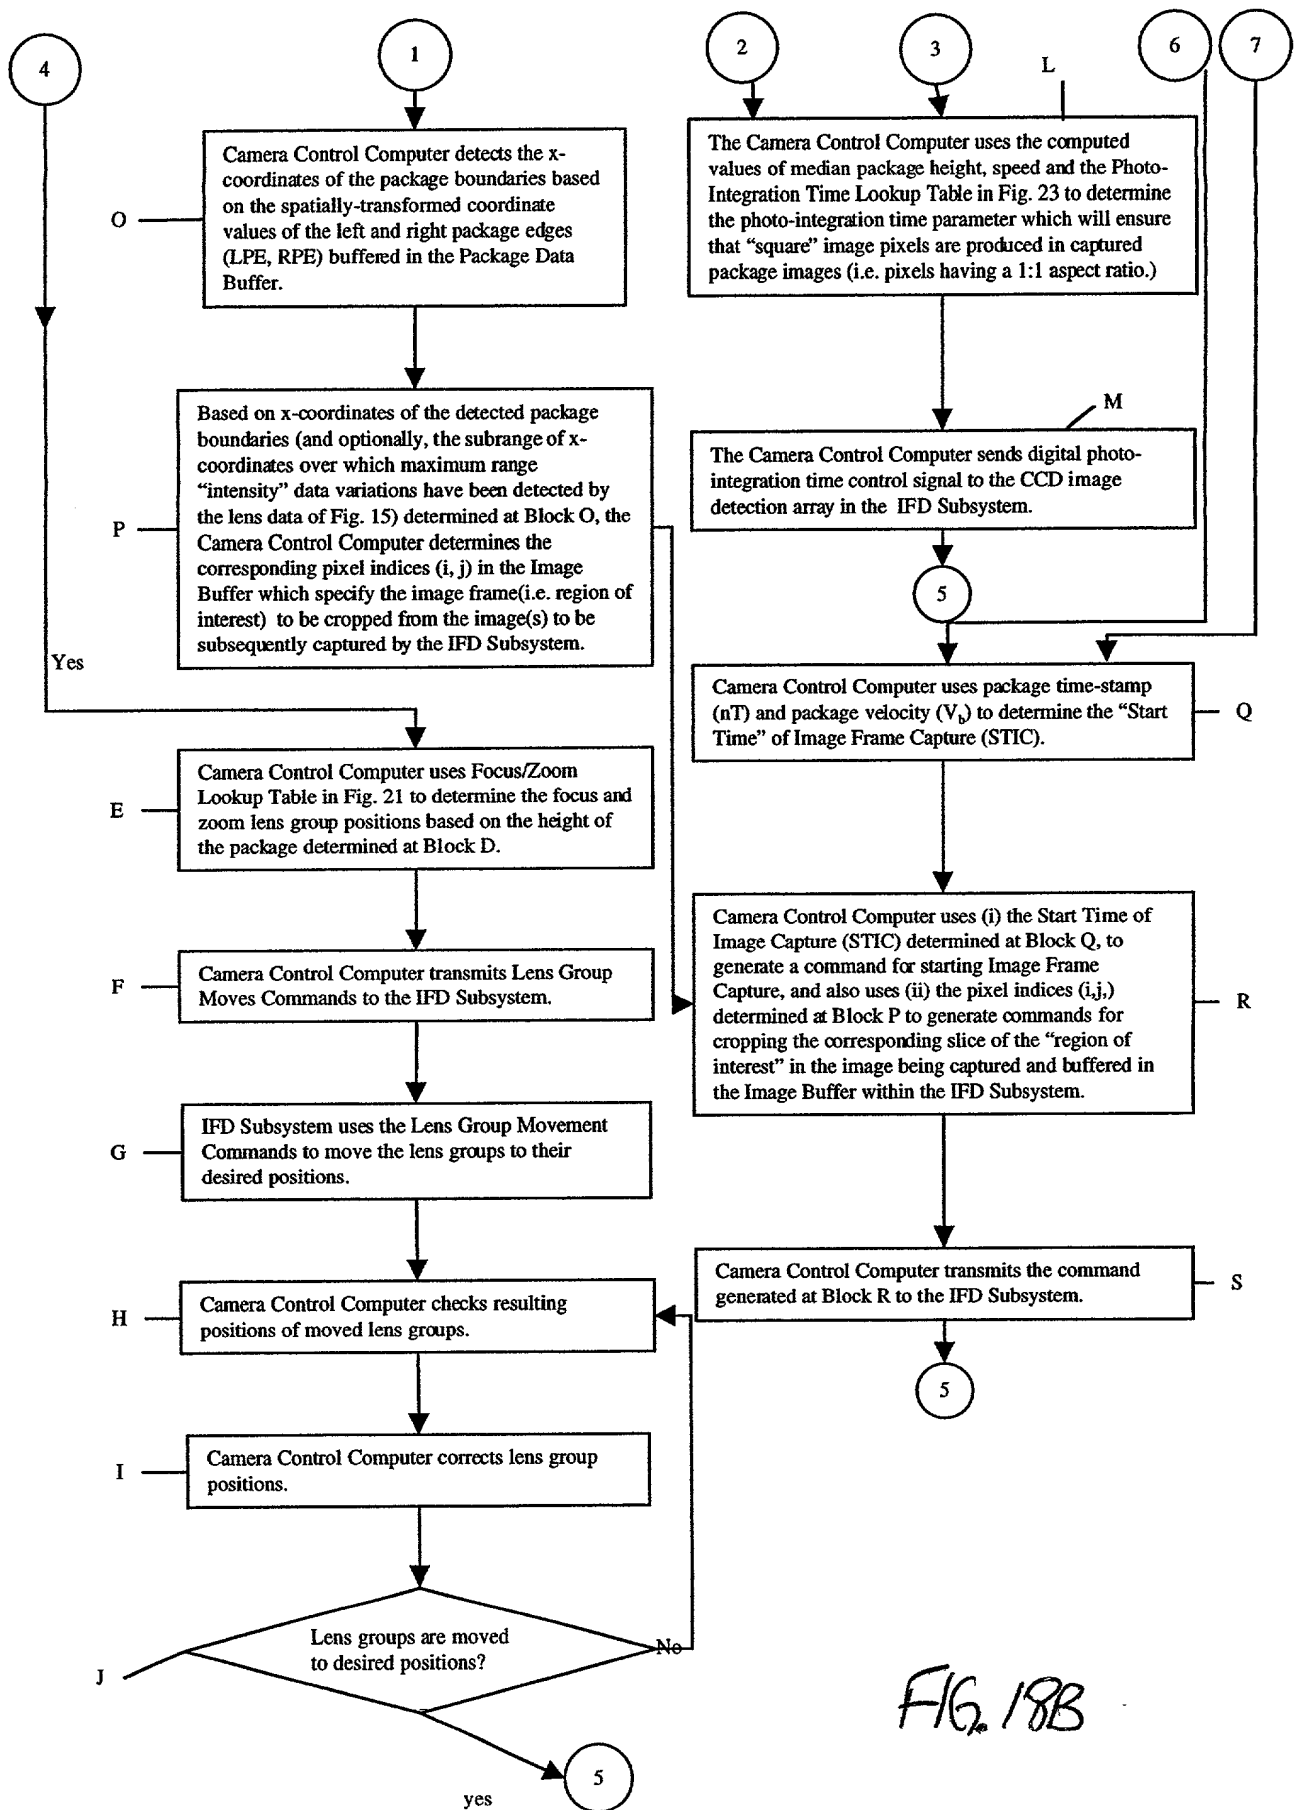 4
1
2
3
6
7
L
O
Camera Control Computer detects the x-
coordinates of the package boundaries based
on the spatially-transformed coordinate
values of the left and right package edges
(LPE, RPE) buffered in the Package Data
Buffer.
The Camera Control Computer uses the computed
values of median package height, speed and the Photo-
Integration Time Lookup Table in Fig. 23 to determine
the photo-integration time parameter which will ensure
that “square” image pixels are produced in captured
package images (i.e. pixels having a 1:1 aspect ratio.)
P
Based on x-coordinates of the detected package
boundaries (and optionally, the subrange of x-
coordinates over which maximum range
“intensity” data variations have been detected by
the lens data of Fig. 15) determined at Block O, the
Camera Control Computer determines the
corresponding pixel indices (i, j) in the Image
Buffer which specify the image frame(i.e. region of
interest) to be cropped from the image(s) to be
subsequently captured by the IFD Subsystem.
M
The Camera Control Computer sends digital photo-
integration time control signal to the CCD image
detection array in the IFD Subsystem.
5
Yes
Camera Control Computer uses package time-stamp
(nT) and package velocity (Vb) to determine the “Start
Time” of Image Frame Capture (STIC).
Q
E
Camera Control Computer uses Focus/Zoom
Lookup Table in Fig. 21 to determine the focus and
zoom lens group positions based on the height of
the package determined at Block D.
F
Camera Control Computer transmits Lens Group
Moves Commands to the IFD Subsystem.
Camera Control Computer uses (i) the Start Time of
Image Capture (STIC) determined at Block Q, to
generate a command for starting Image Frame
Capture, and also uses (ii) the pixel indices (i,j,)
determined at Block P to generate commands for
cropping the corresponding slice of the “region of
interest” in the image being captured and buffered in
the Image Buffer within the IFD Subsystem.
R
G
IFD Subsystem uses the Lens Group Movement
Commands to move the lens groups to their
desired positions.
H
Camera Control Computer checks resulting
positions of moved lens groups.
Camera Control Computer transmits the command
generated at Block R to the IFD Subsystem.
S
5
I
Camera Control Computer corrects lens group
positions.
J
Lens groups are moved
to desired positions?
No
yes
5
FIG. 18B